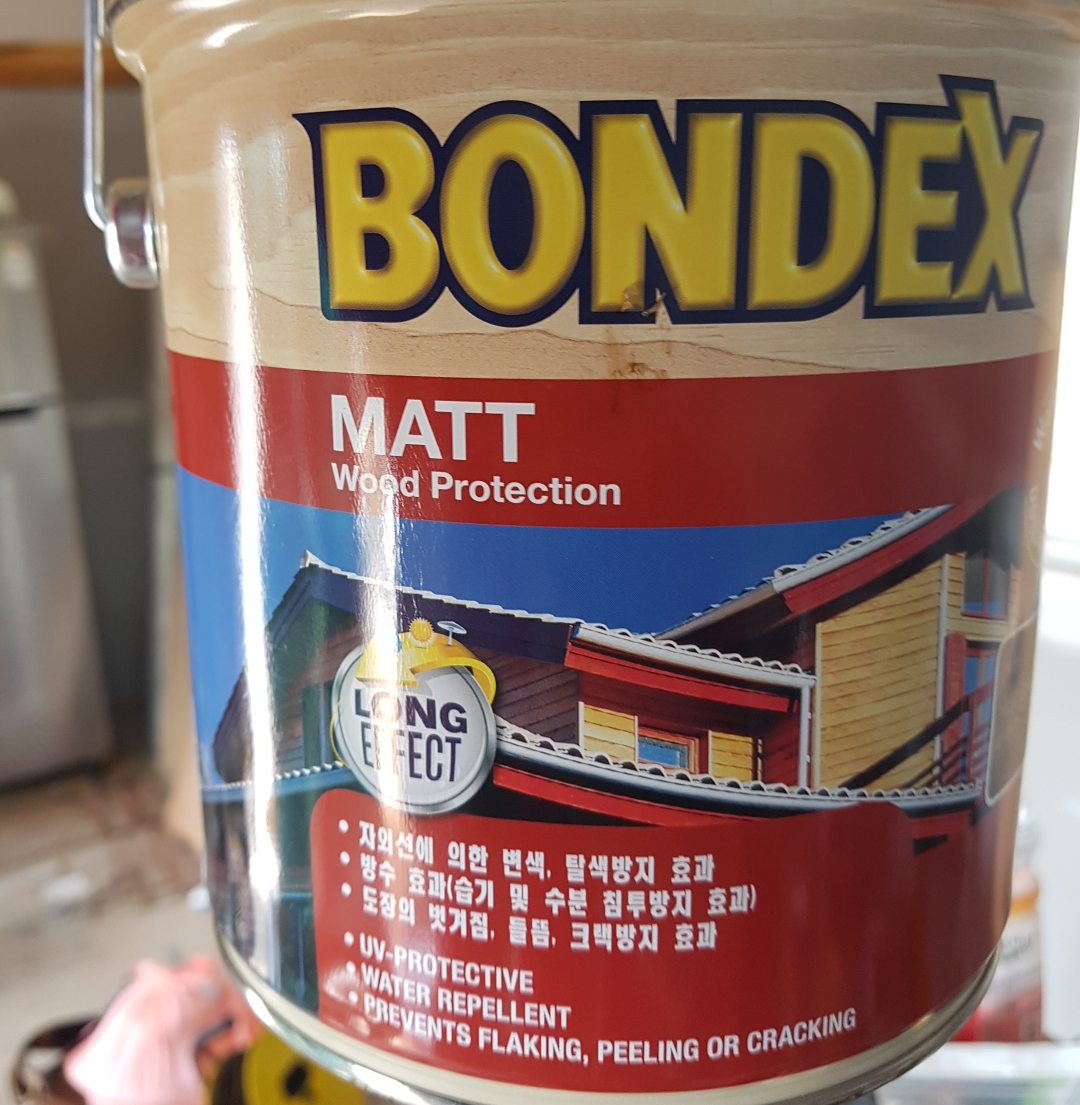 BONDEX
MATT
Wood Protection
LONG
EFFECT
• 자외선에 의한 변색, 탈색방지 효과
• 방수 효과(습기 및 수분 침투방지 효과)
• 도장의 벗겨짐, 들뜸, 크랙방지 효과
• UV-PROTECTIVE
• WATER REPELLENT
• PREVENTS FLAKING, PEELING OR CRACKING